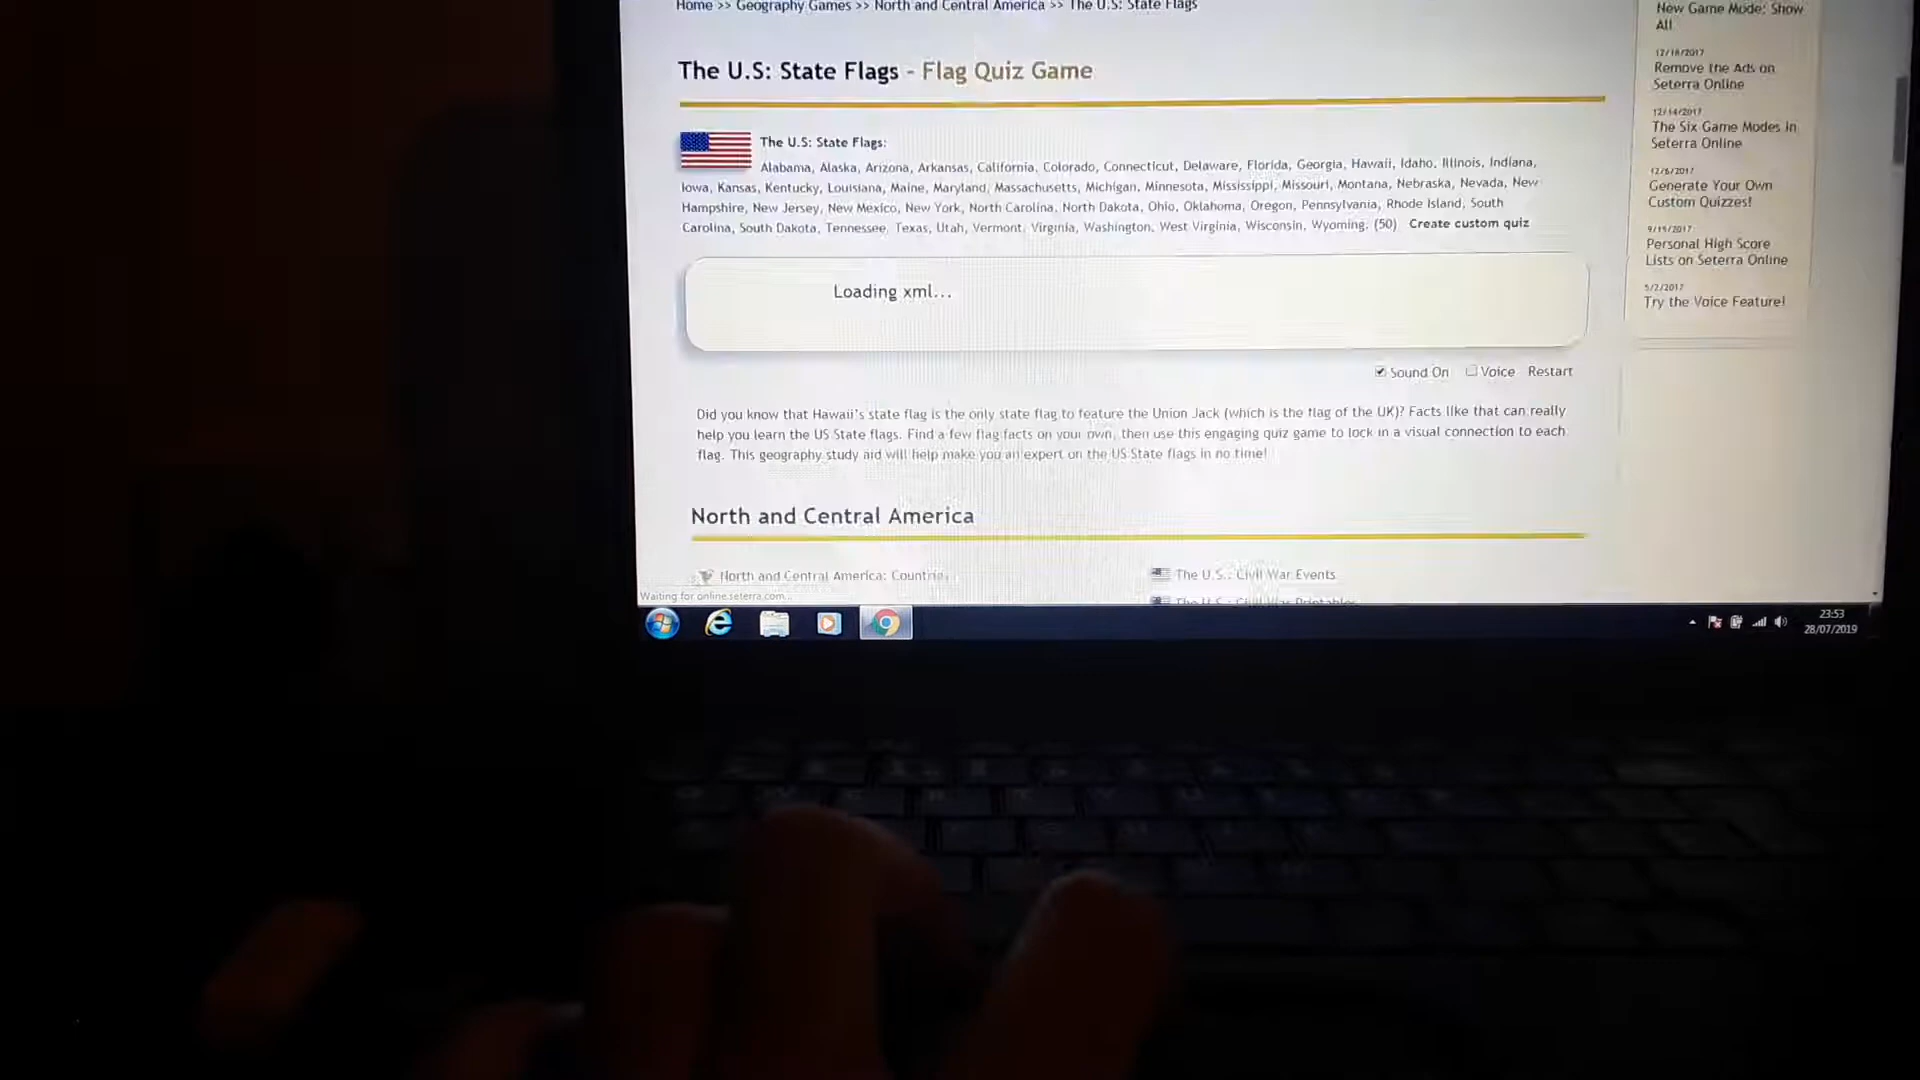 Home >> Geography Games >> North and Central America >> The U.S: State Flags
The U.S: State Flags - Flag Quiz Game
The U.S: State Flags:
Alabama, Alaska, Arizona, Arkansas, California, Colorado, Connecticut, Delaware, Florida, Georgia, Hawaii, Idaho, Illinois, Indiana,
Iowa, Kansas, Kentucky, Louisiana, Maine, Maryland, Massachusetts, Michigan, Minnesota, Mississippi, Missouri, Montana, Nebraska, Nevada, New
Hampshire, New Jersey, New Mexico, New York, North Carolina, North Dakota, Ohio, Oklahoma, Oregon, Pennsylvania, Rhode Island, South
Carolina, South Dakota, Tennessee, Texas, Utah, Vermont, Virginia, Washington, West Virginia, Wisconsin, Wyoming. (50) Create custom quiz
Loading xml...
Sound On Voice Restart
Did you know that Hawaii's state flag is the only state flag to feature the Union Jack (which is the flag of the UK)? Facts like that can really
help you learn the US State flags. Find a few flag facts on your own, then use this engaging quiz game to lock in a visual connection to each
flag. This geography study aid will help make you an expert on the US State flags in no time!
North and Central America
North and Central America: Countries
The U.S.: Civil War Events
The U.S.: Civil War Printables
Waiting for online.seterra.com...
New Game Mode: Show
All
12/18/2017
Remove the Ads on
Seterra Online
12/14/2017
The Six Game Modes in
Seterra Online
12/6/2017
Generate Your Own
Custom Quizzes!
9/15/2017
Personal High Score
Lists on Seterra Online
5/2/2017
Try the Voice Feature!
23:53
28/07/2019